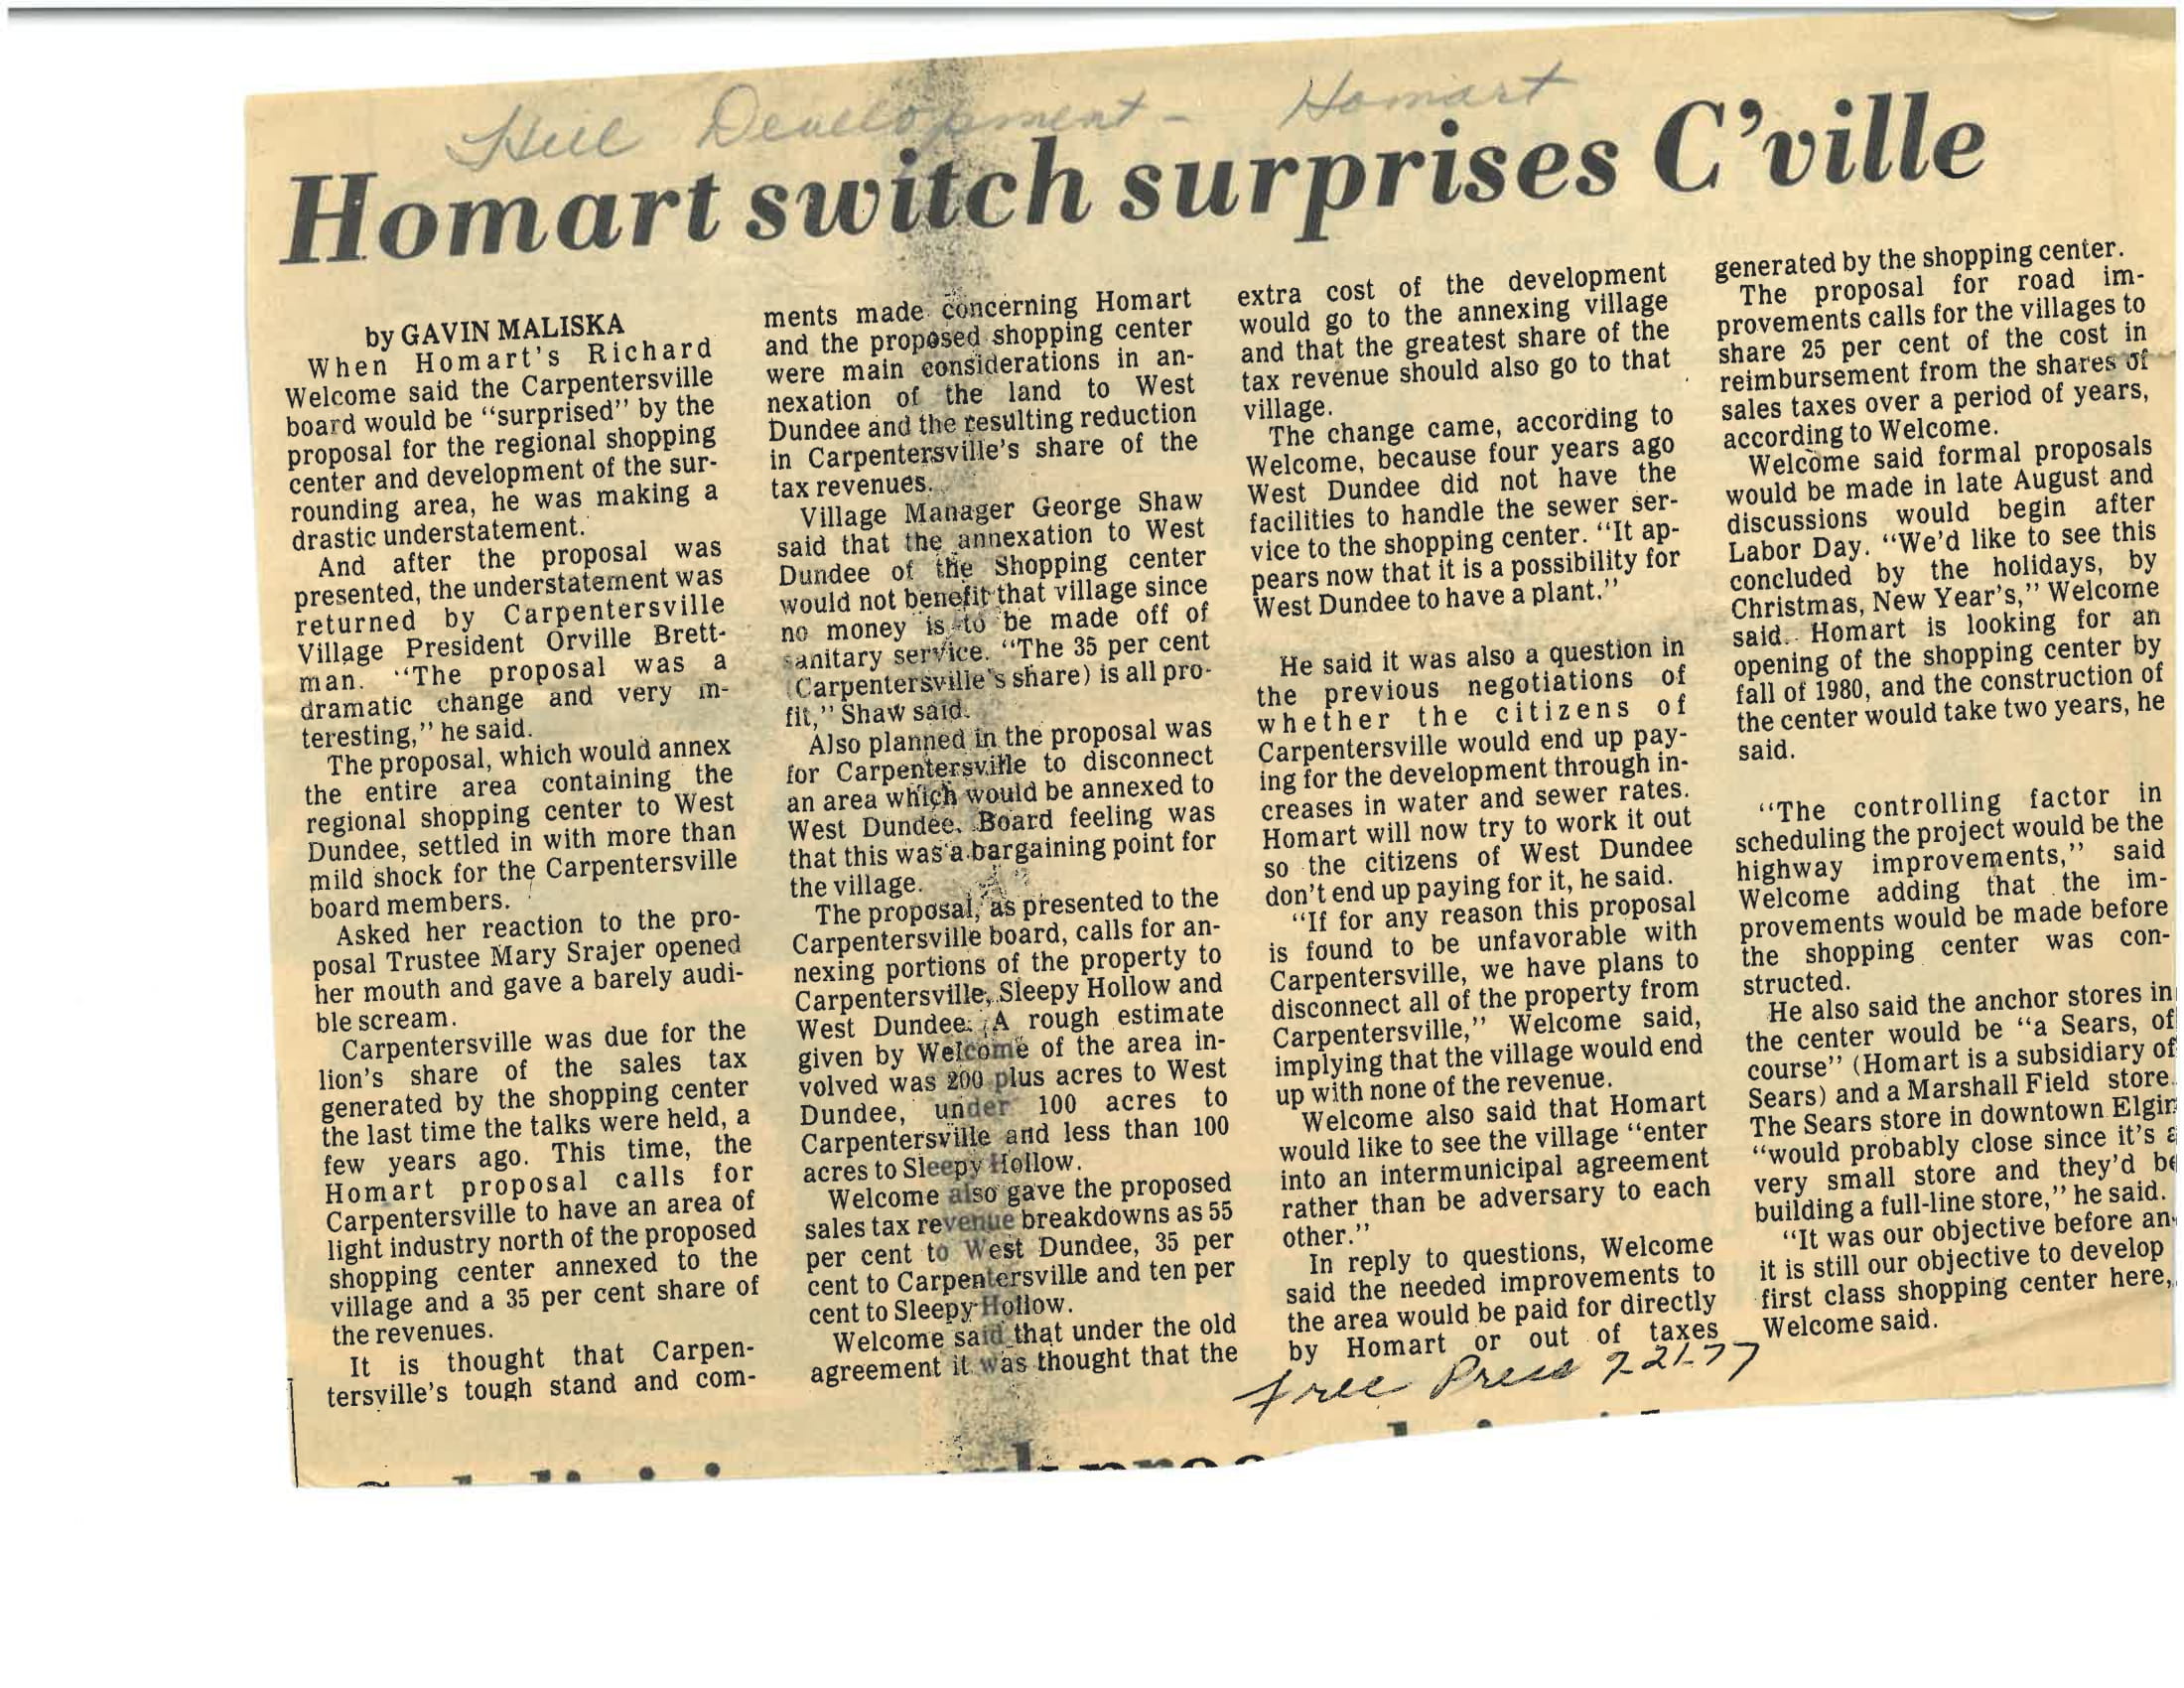 Development - Homart
Homart switch surprises C'ville
by GAVIN MALISKA
When Homart's Richard
Welcome said the Carpentersville
board would be "surprised" by the
proposal for the regional shopping
center and development of the sur-
rounding area, he was making a
drastic understatement.
And after the proposal was
presented, the understatement was
returned by Carpentersville
Village President Orville Brett-
man. "The proposal was a
dramatic change and very in-
teresting," he said.
The proposal, which would annex
the entire area containing the
regional shopping center to West
Dundee, settled in with more than
mild shock for the Carpentersville
board members.
Asked her reaction to the pro-
posal Trustee Mary Srajer opened
her mouth and gave a barely audi-
ble scream.
Carpentersville was due for the
lion's share of the sales tax
generated by the shopping center
the last time the talks were held, a
few years ago. This time, the
Homart proposal calls for
Carpentersville to have an area of
light industry north of the proposed
shopping center annexed to the
village and a 35 per cent share of
the revenues.
It is thought that Carpen-
tersville's tough stand and com-
ments made concerning Homart
and the proposed shopping center
were main considerations in an-
nexation of the land to West
Dundee and the resulting reduction
in Carpentersville's share of the
tax revenues.
Village Manager George Shaw
said that the annexation to West
Dundee of the Shopping center
would not benefit that village since
no money is to be made off of
sanitary service. "The 35 per cent
(Carpentersville's share) is all pro-
fit," Shaw said.
Also planned in the proposal was
for Carpentersville to disconnect
an area which would be annexed to
West Dundee. Board feeling was
that this was a bargaining point for
the village.
The proposal, as presented to the
Carpentersville board, calls for an-
nexing portions of the property to
Carpentersville, Sleepy Hollow and
West Dundee. A rough estimate
given by Welcome of the area in-
volved was 200 plus acres to West
Dundee, under 100 acres to
Carpentersville and less than 100
acres to Sleepy Hollow.
Welcome also gave the proposed
sales tax revenue breakdowns as 55
per cent to West Dundee, 35 per
cent to Carpentersville and ten per
cent to Sleepy Hollow.
Welcome said that under the old
agreement it was thought that the
extra cost of the development
would go to the annexing village
and that the greatest share of the
tax revenue should also go to that
village.
The change came, according to
Welcome, because four years ago
West Dundee did not have the
facilities to handle the sewer ser-
vice to the shopping center. "It ap-
pears now that it is a possibility for
West Dundee to have a plant."
He said it was also a question in
the previous negotiations of
whether the citizens of
Carpentersville would end up pay-
ing for the development through in-
creases in water and sewer rates.
Homart will now try to work it out
so the citizens of West Dundee
don't end up paying for it, he said.
"If for any reason this proposal
is found to be unfavorable with
Carpentersville, we have plans to
disconnect all of the property from
Carpentersville," Welcome said,
implying that the village would end
up with none of the revenue.
Welcome also said that Homart
would like to see the village "enter
into an intermunicipal agreement
rather than be adversary to each
other."
In reply to questions, Welcome
said the needed improvements to
the area would be paid for directly
by Homart or out of taxes
generated by the shopping center.
The proposal for road im-
provements calls for the villages to
share 25 per cent of the cost in
reimbursement from the shares of
sales taxes over a period of years,
according to Welcome.
Welcome said formal proposals
would be made in late August and
discussions would begin after
Labor Day. "We'd like to see this
concluded by the holidays, by
Christmas, New Year's," Welcome
said. Homart is looking for an
opening of the shopping center by
fall of 1980, and the construction of
the center would take two years, he
said.
"The controlling factor in
scheduling the project would be the
highway improvements," said
Welcome adding that the im-
provements would be made before
the shopping center was con-
structed.
He also said the anchor stores in
the center would be "a Sears, of
course" (Homart is a subsidiary of
Sears) and a Marshall Field store.
The Sears store in downtown Elgin
"would probably close since it's a
very small store and they'd be
building a full-line store," he said.
"It was our objective before an
it is still our objective to develop
first class shopping center here,
Welcome said.
Free Press 7-21-77